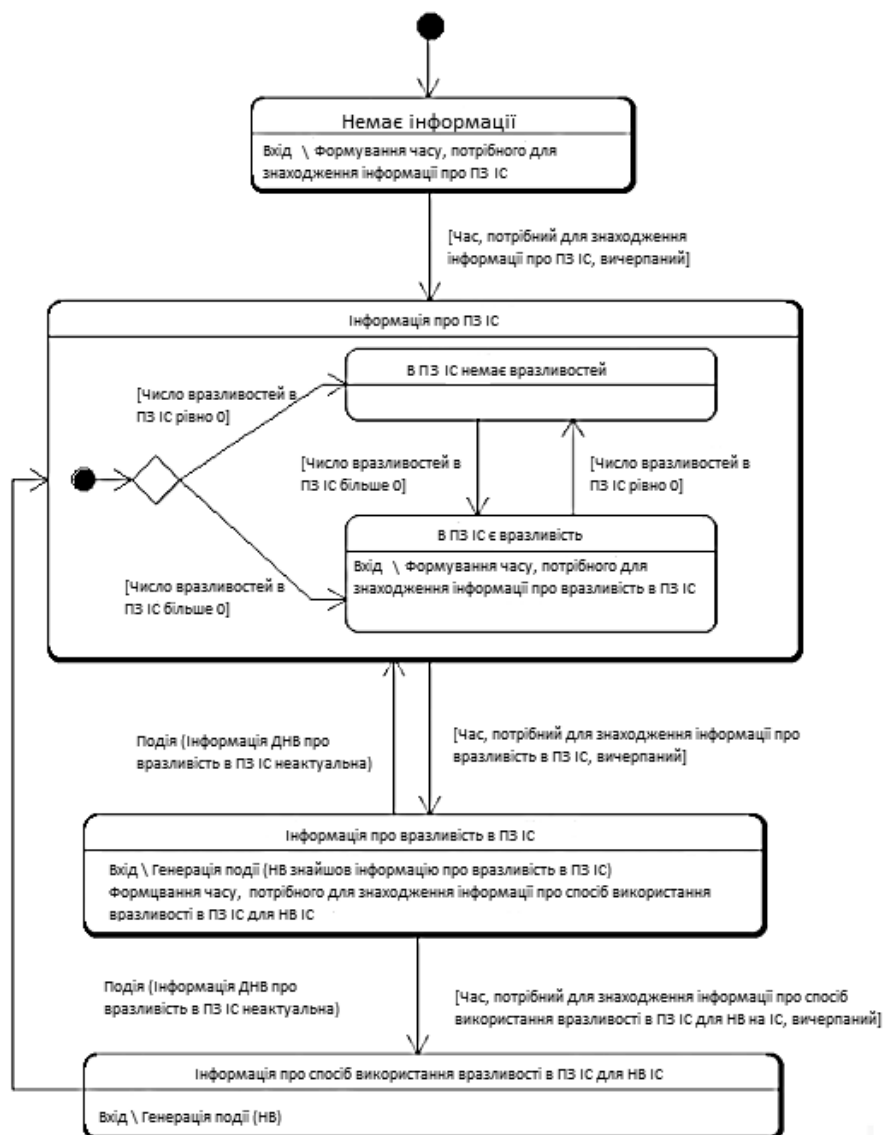 Немає інформації
Вхід \ Формування часу, потрібного для
знаходження інформації про ПЗ ІС
[Час, потрібний для знаходження
інформації про ПЗ ІС, вичерпаний]
Інформація про ПЗ ІС
В ПЗ ІС немає вразливостей
[Число вразливостей в
ПЗ ІС рівно 0]
[Число вразливостей в
ПЗ ІС більше 0]
[Число вразливостей в
ПЗ ІС рівно 0]
В ПЗ ІС є вразливість
Вхід \ Формування часу, потрібного для
знаходження інформації про вразливість в ПЗ ІС
[Число вразливостей в
ПЗ ІС більше 0]
Подія (Інформація ДНВ про
вразливість в ПЗ ІС неактуальна)
[Час, потрібний для знаходження інформації про
вразливість в ПЗ ІС, вичерпаний]
Інформація про вразливість в ПЗ ІС
Вхід \ Генерація події (НВ знайшов інформацію про вразливість в ПЗ ІС)
Формцвання часу, потрібного для знаходження інформації про спосіб використання
вразливості в ПЗ ІС для НВ ІС
Подія (Інформація ДНВ про
вразливість в ПЗ ІС неактуальна)
[Час, потрібний для знаходження інформації про спосіб
використання вразливості в ПЗ ІС для НВ на ІС, вичерпаний]
Інформація про спосіб використання вразливості в ПЗ ІС для НВ ІС
Вхід \ Генерація події (НВ)